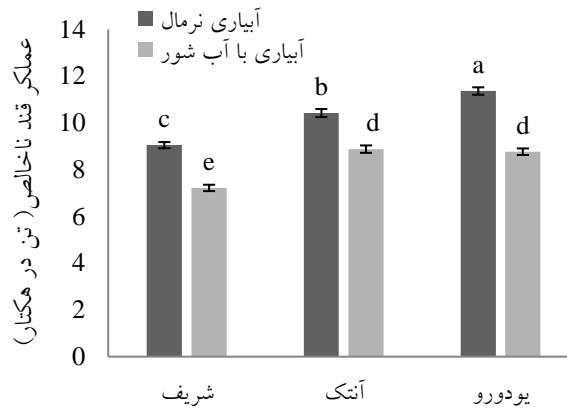 آبیاری نرمال
آبیاری با آب شور
عملکر قند ناخالص( تن در هکتار)
14
12
10
8
6
4
2
0
c
e
b
d
a
d
شریف
آنتک
یودورو